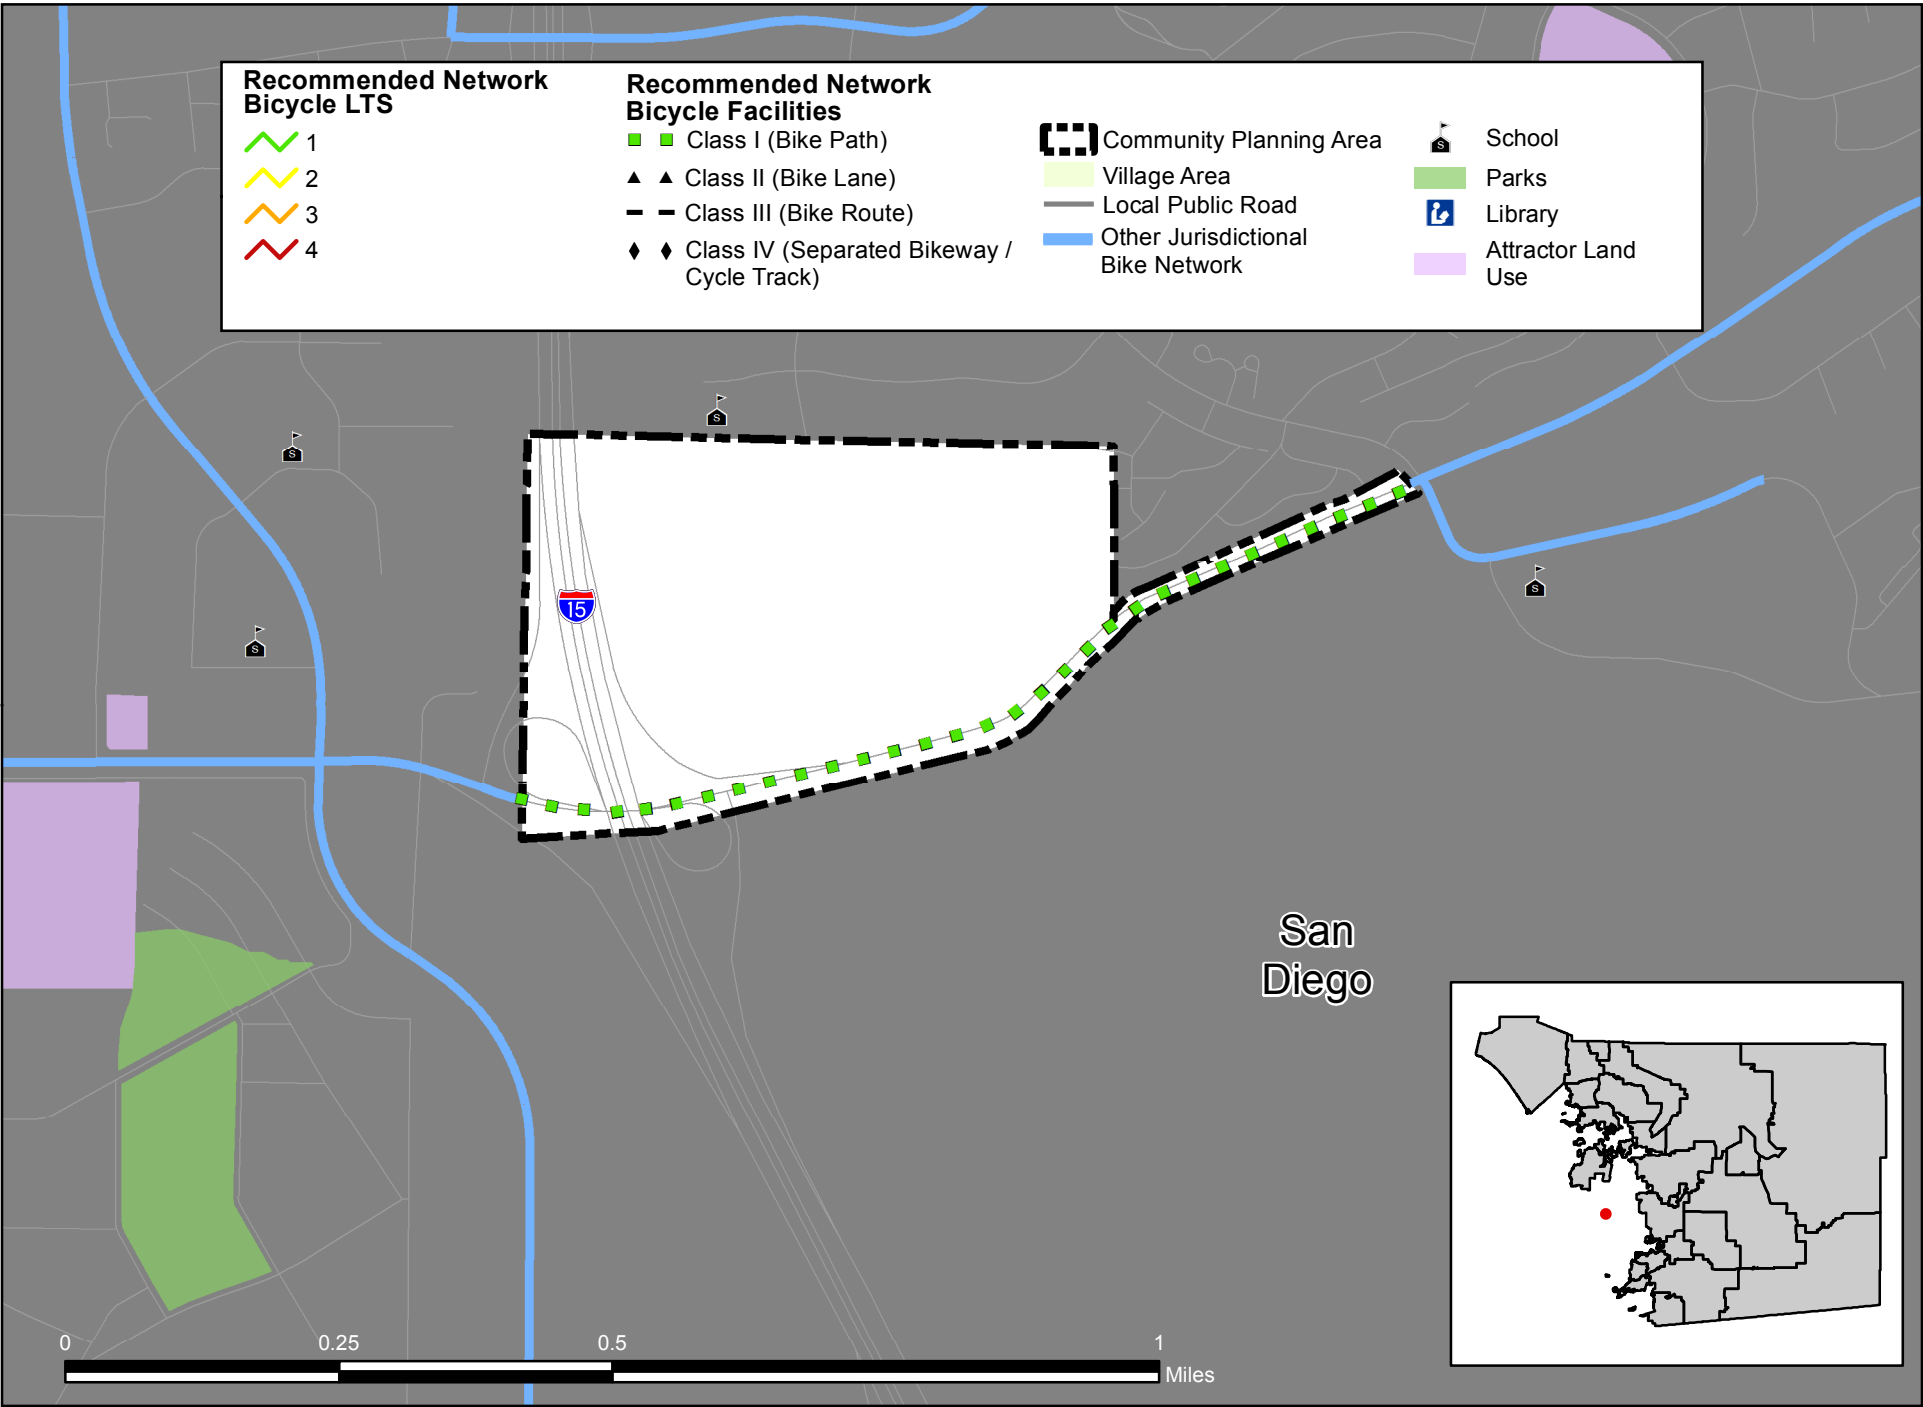 Recommended Network
Bicycle LTS
1
2
3
4
Recommended Network
Bicycle Facilities
Class I (Bike Path)
Class II (Bike Lane)
Class III (Bike Route)
Class IV (Separated Bikeway /
Cycle Track)
Community Planning Area
Village Area
Local Public Road
Other Jurisdictional
Bike Network
S
School
Parks
Library
Attractor Land
Use
S
S
S
S
15
San
Diego
0
0.25
0.5
1
Miles